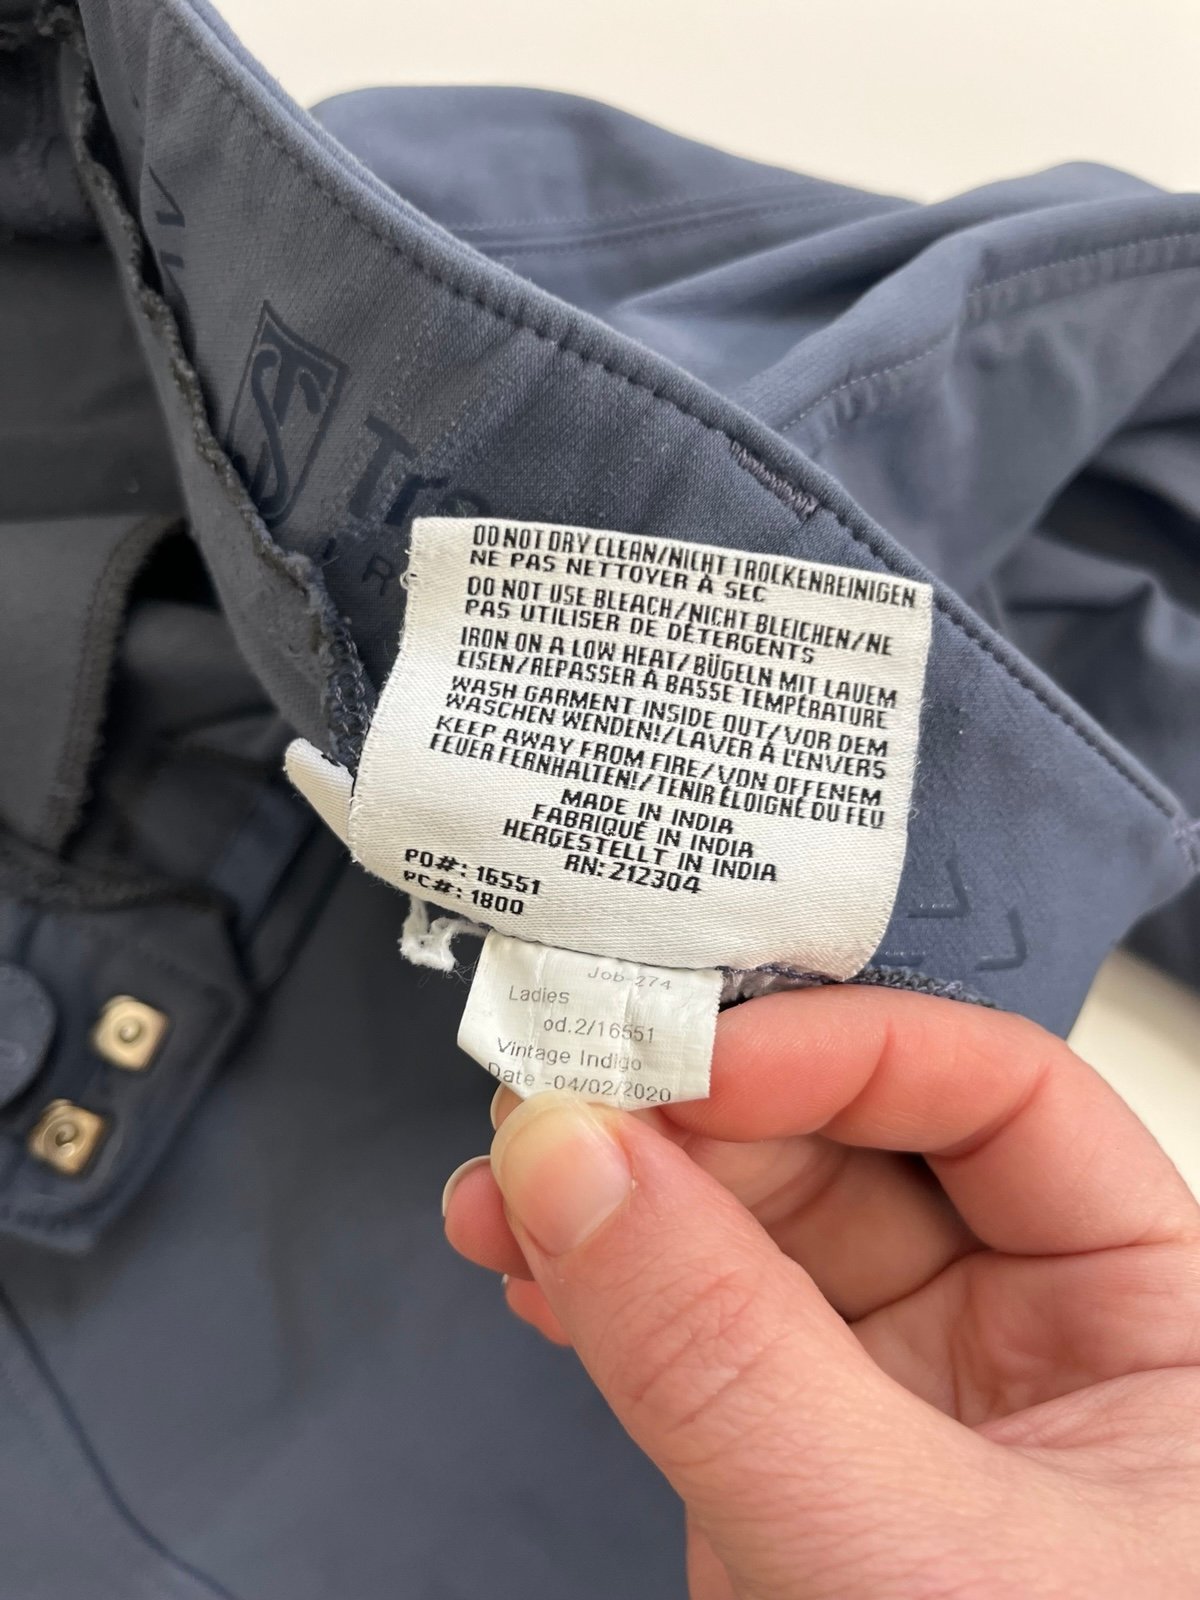 TS
DO NOT DRY CLEAN/NICHT TROCKENREINIGEN
NE PAS NETTOYER À SEC
DO NOT USE BLEACH/NICHT BLEICHEN/NE
PAS UTILISER DE DÉTERGENTS
IRON ON A LOW HEAT/BÜGELN MIT LAUEM
EISEN/REPASSER À BASSE TEMPÉRATURE
WASH GARMENT INSIDE OUT/VOR DEM
WASCHEN WENDEN!/LAVER À L'ENVERS
KEEP AWAY FROM FIRE/VON OFFENEM
FEUER FERNHALTEN!/TENIR ÉLOIGNÉ DU FEU
MADE IN INDIA
FABRIQUÉ IN INDIA
HERGESTELLT IN INDIA
RN: 212304
PO#: 16551
PC#: 1800
Job-274
Ladies
od.2/16551
Vintage Indigo
Date -04/02/2020